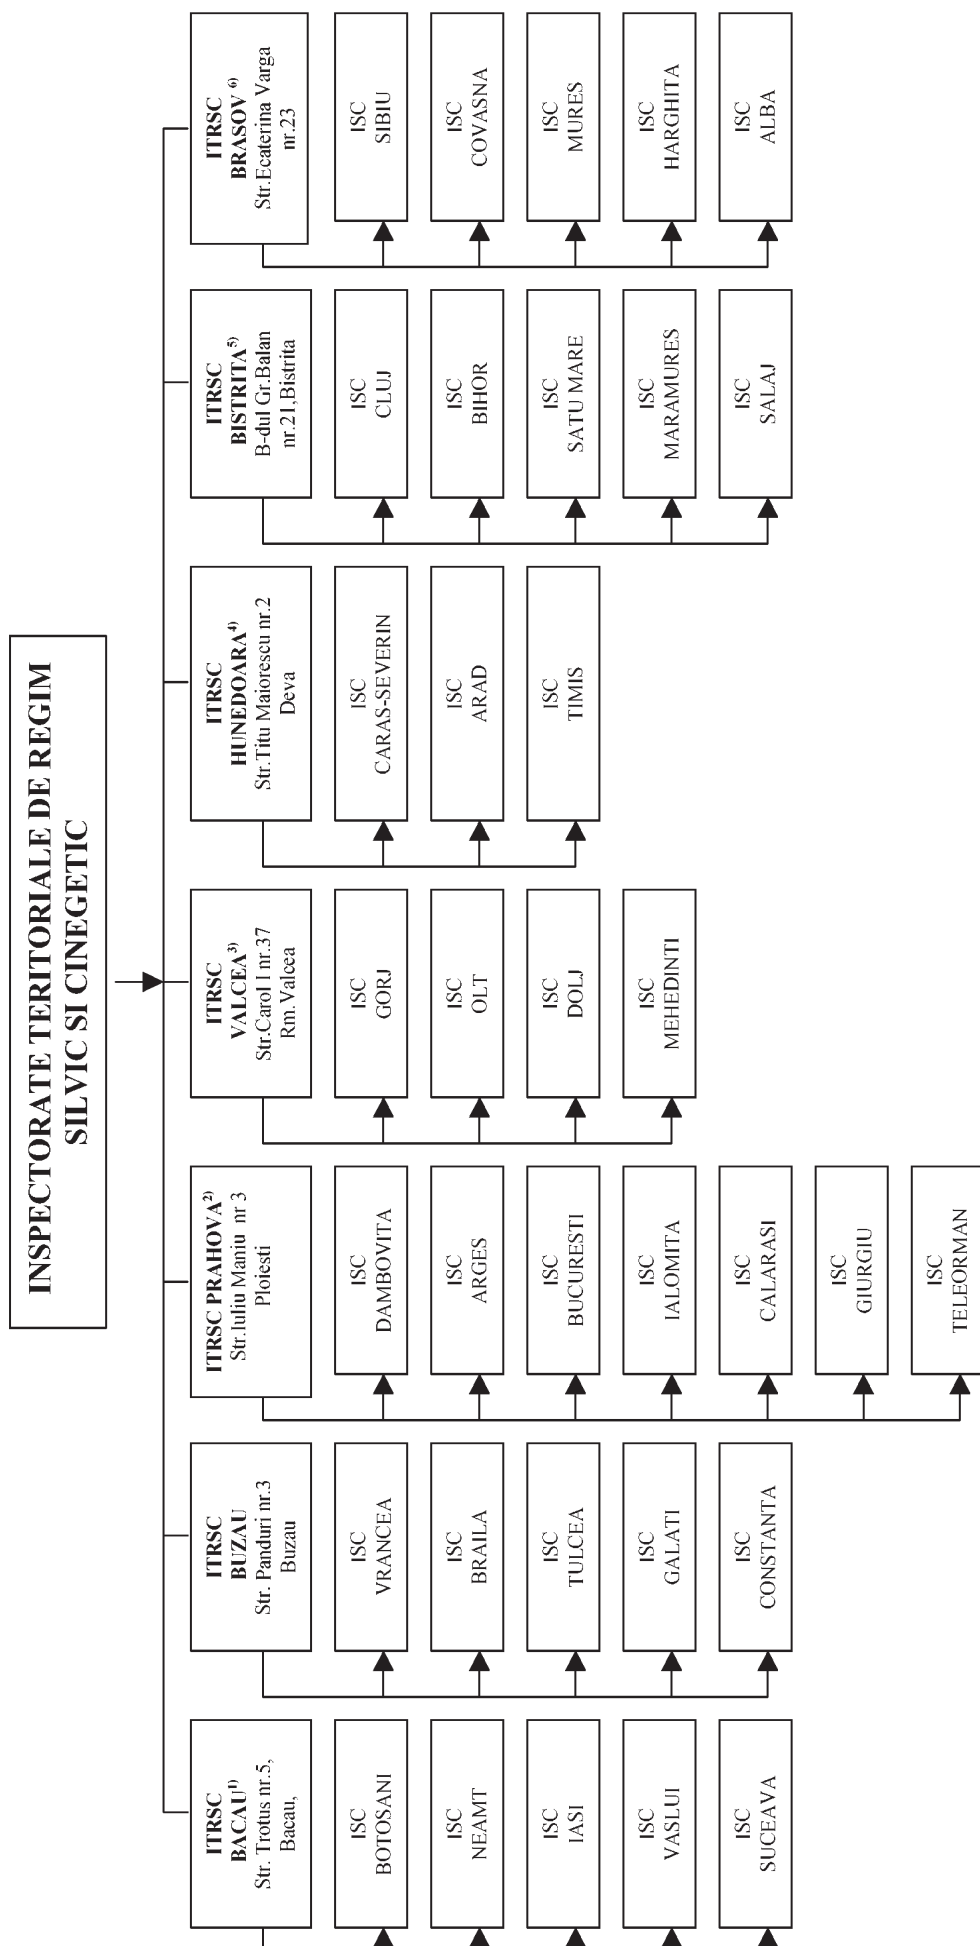 INSPECTORATE TERITORIALE DE REGIM
SILVIC SI CINEGETIC
ITRSC
BACAU¹⁾
Str. Trotus nr.5,
Bacau,
ISC
BOTOSANI
ISC
NEAMT
ISC
IASI
ISC
VASLUI
ISC
SUCEAVA
ITRSC
BUZAU
Str. Panduri nr.3
Buzau
ISC
VRANCEA
ISC
BRAILA
ISC
TULCEA
ISC
GALATI
ISC
CONSTANTA
ITRSC PRAHOVA²⁾
Str.Iuliu Maniu nr 3
Ploiesti
ISC
DAMBOVITA
ISC
ARGES
ISC
BUCURESTI
ISC
IALOMITA
ISC
CALARASI
ISC
GIURGIU
ISC
TELEORMAN
ITRSC
VALCEA³⁾
Str.Carol I nr.37
Rm.Valcea
ISC
GORJ
ISC
OLT
ISC
DOLJ
ISC
MEHEDINTI
ITRSC
HUNEDOARA⁴⁾
Str.Titu Maiorescu nr.2
Deva
ISC
CARAS-SEVERIN
ISC
ARAD
ISC
TIMIS
ITRSC
BISTRITA⁵⁾
B-dul Gr.Balan
nr.21,Bistrita
ISC
CLUJ
ISC
BIHOR
ISC
SATU MARE
ISC
MARAMURES
ISC
SALAJ
ITRSC
BRASOV ⁶⁾
Str.Ecaterina Varga
nr.23
ISC
SIBIU
ISC
COVASNA
ISC
MURES
ISC
HARGHITA
ISC
ALBA